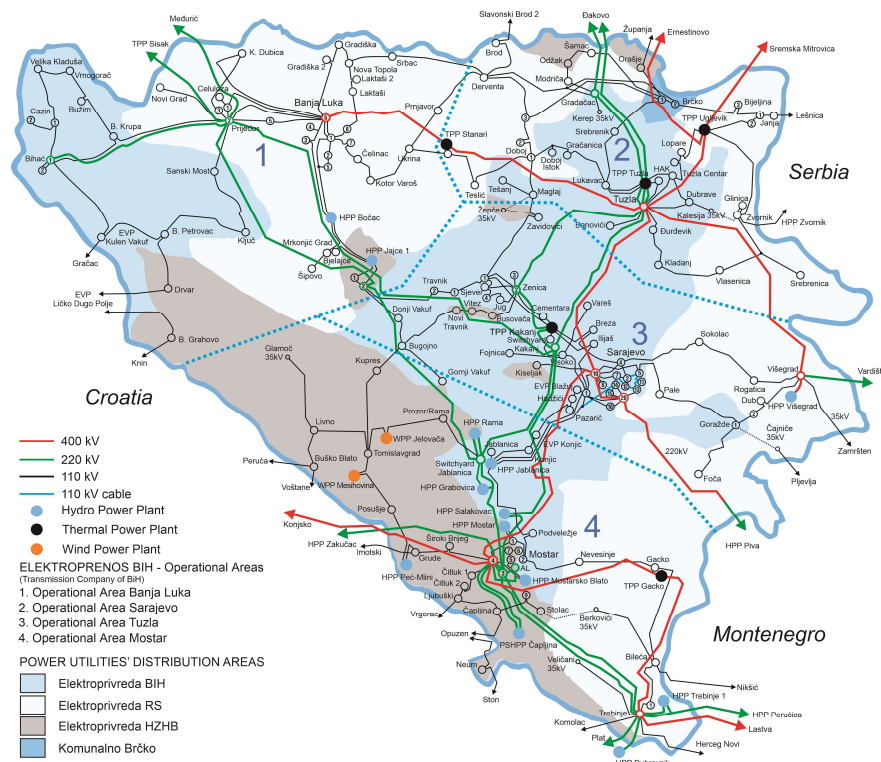 Međurić
TPP Sisak
Slavonski Brod 2
Đakovo
Županja
Ernestinovo
Sremska Mitrovica
Velika Kladuša
Vrnograč
K. Dubica
Gradiška
Gradiška 2
Srbac
Brod
Šamac
Odžak
Orašje
Modriča
Nova Topola
Laktaši 2
Laktaši
Derventa
Novi Grad
Celuloza
Banja Luka
Prnjavor
Gradačac
Brčko
Bijeljina
Lešnica
Janja
TPP Ugljevik
Cazin
Bužim
B. Krupa
Prijedor
Kerep 35kV
Srebrenik
TPP Stanari
Bihać
1
Čelinac
Ukrina
Doboj
Doboj
Istok
Gračanica
2
Lopare
TPP Tuzla
HAK
Tuzla Centar
Serbia
Sanski Most
Kotor Varoš
Teslić
Tešanj
Maglaj
Lukavac
Tuzla
Dubrave
Kalesija 35kV
Glinica
Zvornik
HPP Zvornik
Žepče
35kV
Zavidovići
Banovići
Đurđevik
EVP
Kulen Vakuf
B. Petrovac
Ključ
HPP Bočac
Mrkonjić Grad
Bjelajce
HPP Jajce 1
Šipovo
Gračac
Kladanj
Vlasenica
Srebrenica
Drvar
EVP
Ličko Dugo Polje
Travnik
Sjever
Zenica
Jug
Donji Vakuf
Vitez
Novi
Travnik
Busovača
Cementara
TPP Kakanj
Switchyard
Kakanj
Vareš
Breza
Ilijaš
3
Sarajevo
Sokolac
B. Grahovo
Knin
Glamoč
35kV
Bugojno
Fojnica
Visoko
Kiseljak
Kupres
Gornji Vakuf
EVP Blažuj
Hadžići
Pazarić
Pale
Rogatica
Višegrad
Vardište
HPP Višegrad
Dub
Goražde
Čajniče
35kV
35kV
Zamršten
Croatia
Prozor/Rama
HPP Rama
Livno
WPP Jelovača
Jablanica
EVP Konjic
Konjic
220kV
Foča
Pljevlja
400 kV
220 kV
110 kV
110 kV cable
Hydro Power Plant
Thermal Power Plant
Wind Power Plant
Peruća
Buško Blato
Tomislavgrad
Voštane
WPP Mesihovina
Switchyard
Jablanica
HPP Jablanica
HPP Grabovica
Posušje
HPP Salakovac
HPP Mostar
4
Konjsko
HPP Zakučac
Imotski
Široki Brijeg
Grude
HPP Peć-Mlini
Podveležje
Mostar
AL
HPP Mostarsko Blato
Nevesinje
Gacko
TPP Gacko
HPP Piva
Čitluk 1
Čitluk 2
Ljubuški
Vrgorac
Čapljina
Stolac
Berkovići
35kV
Opuzen
PSHPP Čapljina
Neum
Ston
Veličani
35kV
Bileća
Montenegro
Nikšić
HPP Trebinje 1
Trebinje
HPP Perućica
Lastva
Komolac
Plat
Herceg Novi
HPP Dubrovnik
ELEKTROPRENOS BIH - Operational Areas
(Transmission Company of BiH)
1. Operational Area Banja Luka
2. Operational Area Sarajevo
3. Operational Area Tuzla
4. Operational Area Mostar
POWER UTILITIES' DISTRIBUTION AREAS
Elektroprivreda BIH
Elektroprivreda RS
Elektroprivreda HZHB
Komunalno Brčko